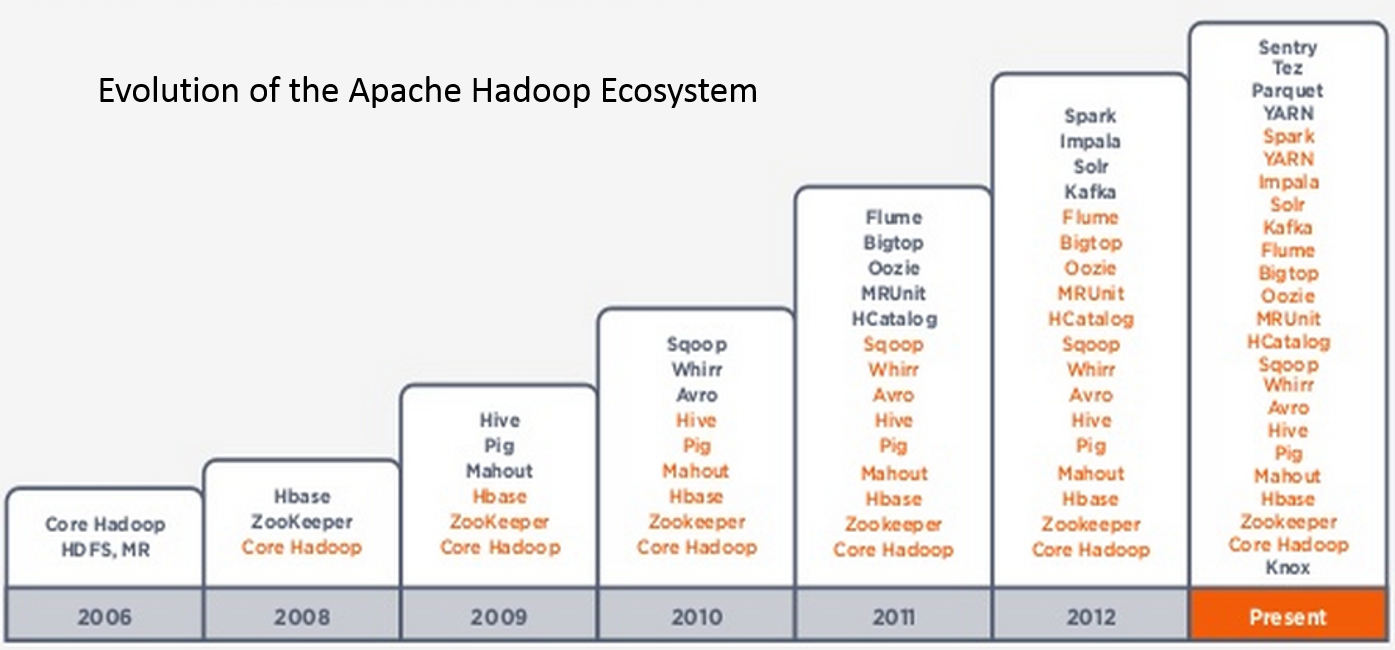 Evolution of the Apache Hadoop Ecosystem
Core Hadoop
HDFS, MR
2006
Hbase
ZooKeeper
Core Hadoop
2008
Hive
Pig
Mahout
Hbase
ZooKeeper
Core Hadoop
2009
Sqoop
Whirr
Avro
Hive
Pig
Mahout
Hbase
Zookeeper
Core Hadoop
2010
Flume
Bigtop
Oozie
MRUnit
HCatalog
Sqoop
Whirr
Avro
Hive
Pig
Mahout
Hbase
Zookeeper
Core Hadoop
2011
Spark
Impala
Solr
Kafka
Flume
Bigtop
Oozie
MRUnit
HCatalog
Sqoop
Whirr
Avro
Hive
Pig
Mahout
Hbase
Zookeeper
Core Hadoop
2012
Sentry
Tez
Parquet
YARN
Spark
YARN
Impala
Solr
Kafka
Flume
Bigtop
Oozie
MRUnit
HCatalog
Sqoop
Whirr
Avro
Hive
Pig
Mahout
Hbase
Zookeeper
Core Hadoop
Knox
Present